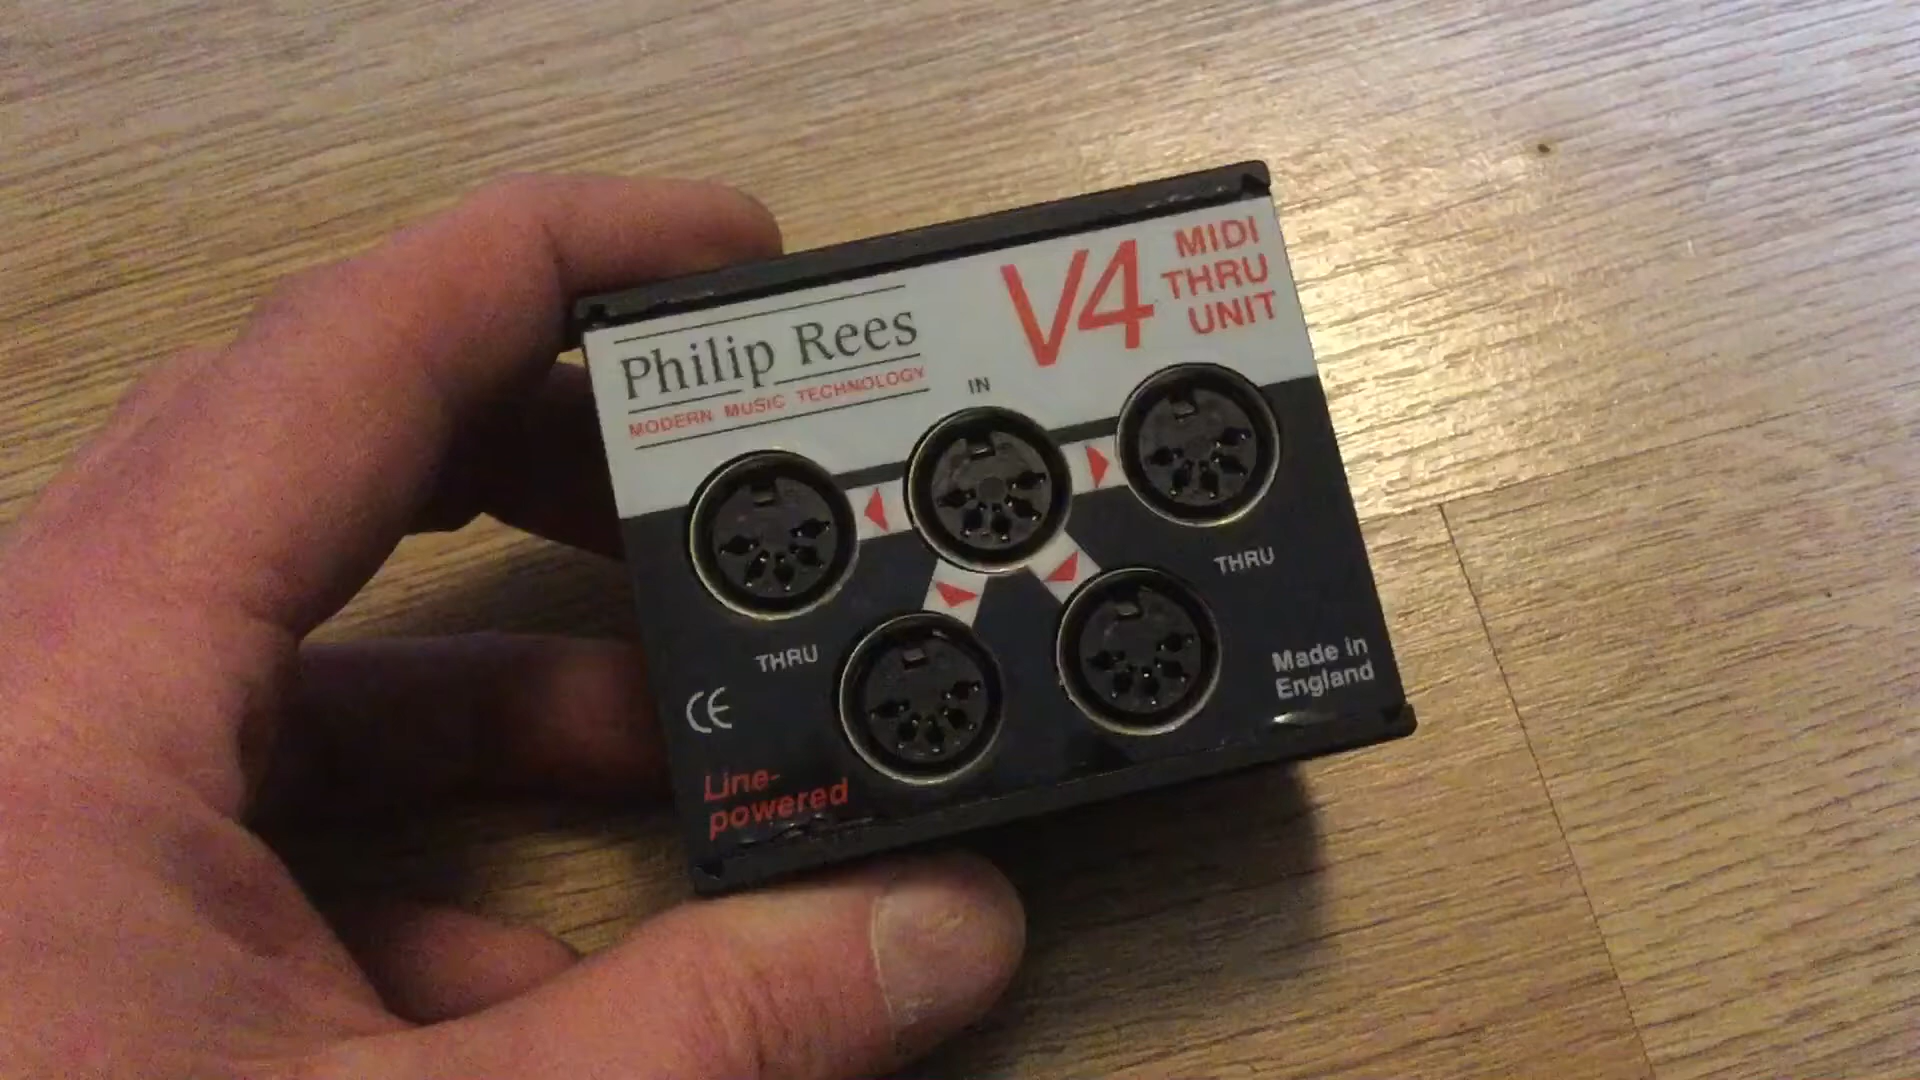 Philip Rees
MODERN MUSIC TECHNOLOGY
V4
MIDI
THRU
UNIT
IN
THRU
THRU
CE
Line-
powered
Made in
England